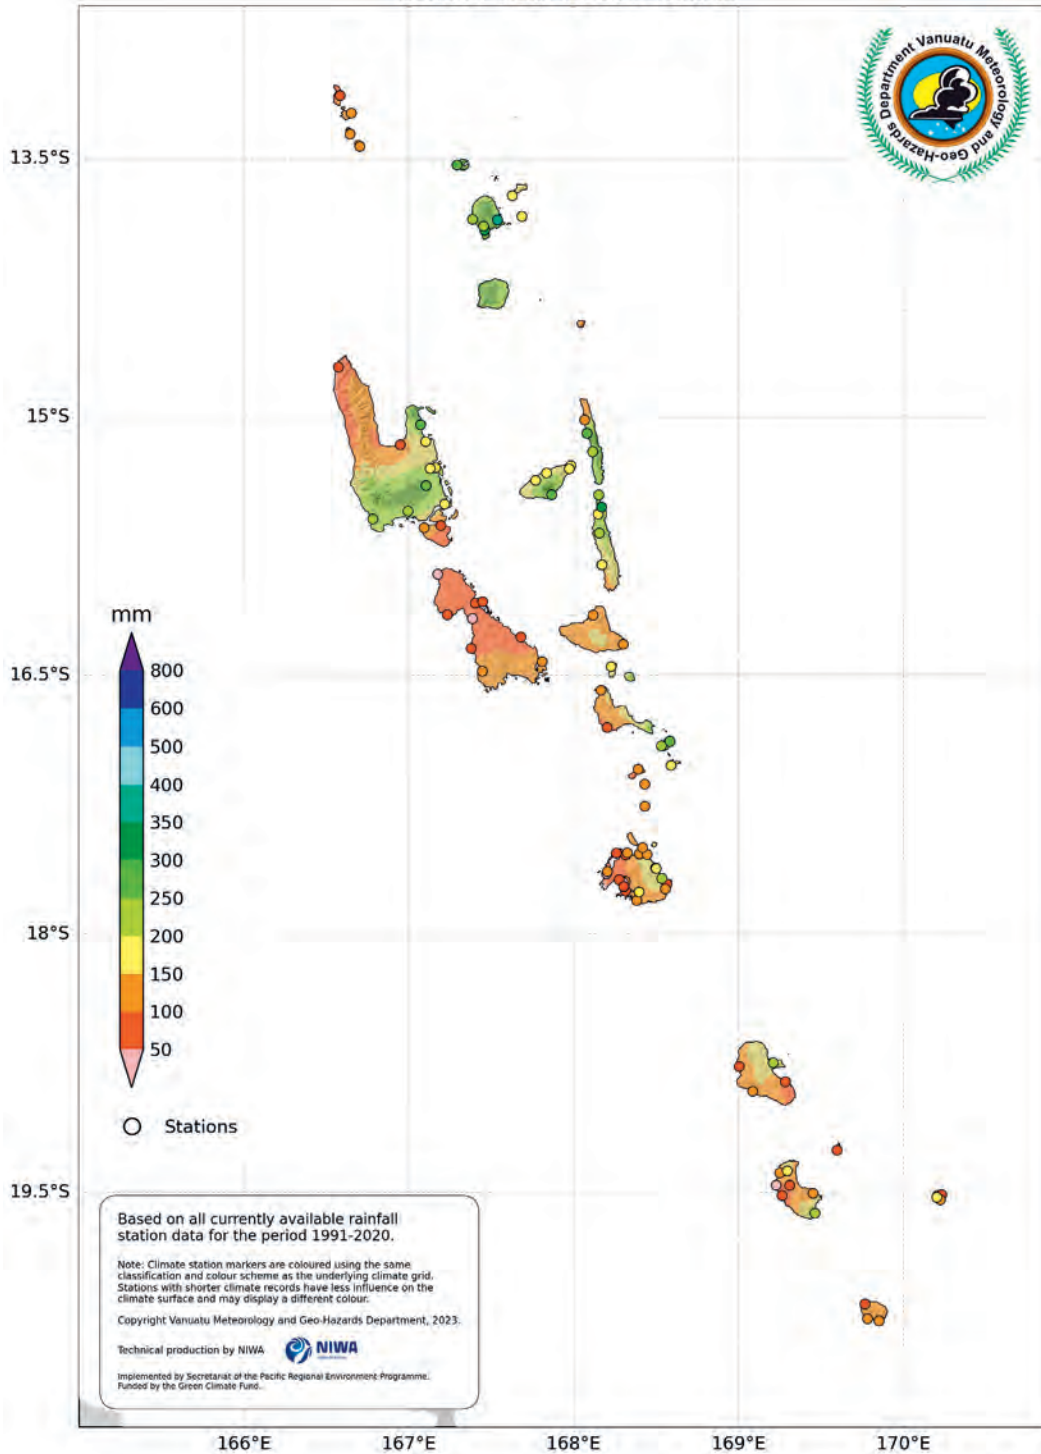 Department Vanuatu Meteorology and Geo-Hazards
13.5°S
15°S
16.5°S
18°S
19.5°S
mm
800
600
500
400
350
300
250
200
150
100
50
Stations
Based on all currently available rainfall
station data for the period 1991-2020.
Note: Climate station markers are coloured using the same
classification and colour scheme as the underlying climate grid.
Stations with shorter climate records have less influence on the
climate surface and may display a different colour.
Copyright Vanuatu Meteorology and Geo-Hazards Department, 2023.
Technical production by NIWA
NIWA
Implemented by Secretariat of the Pacific Regional Environment Programme.
Funded by the Green Climate Fund.
166°E
167°E
168°E
169°E
170°E